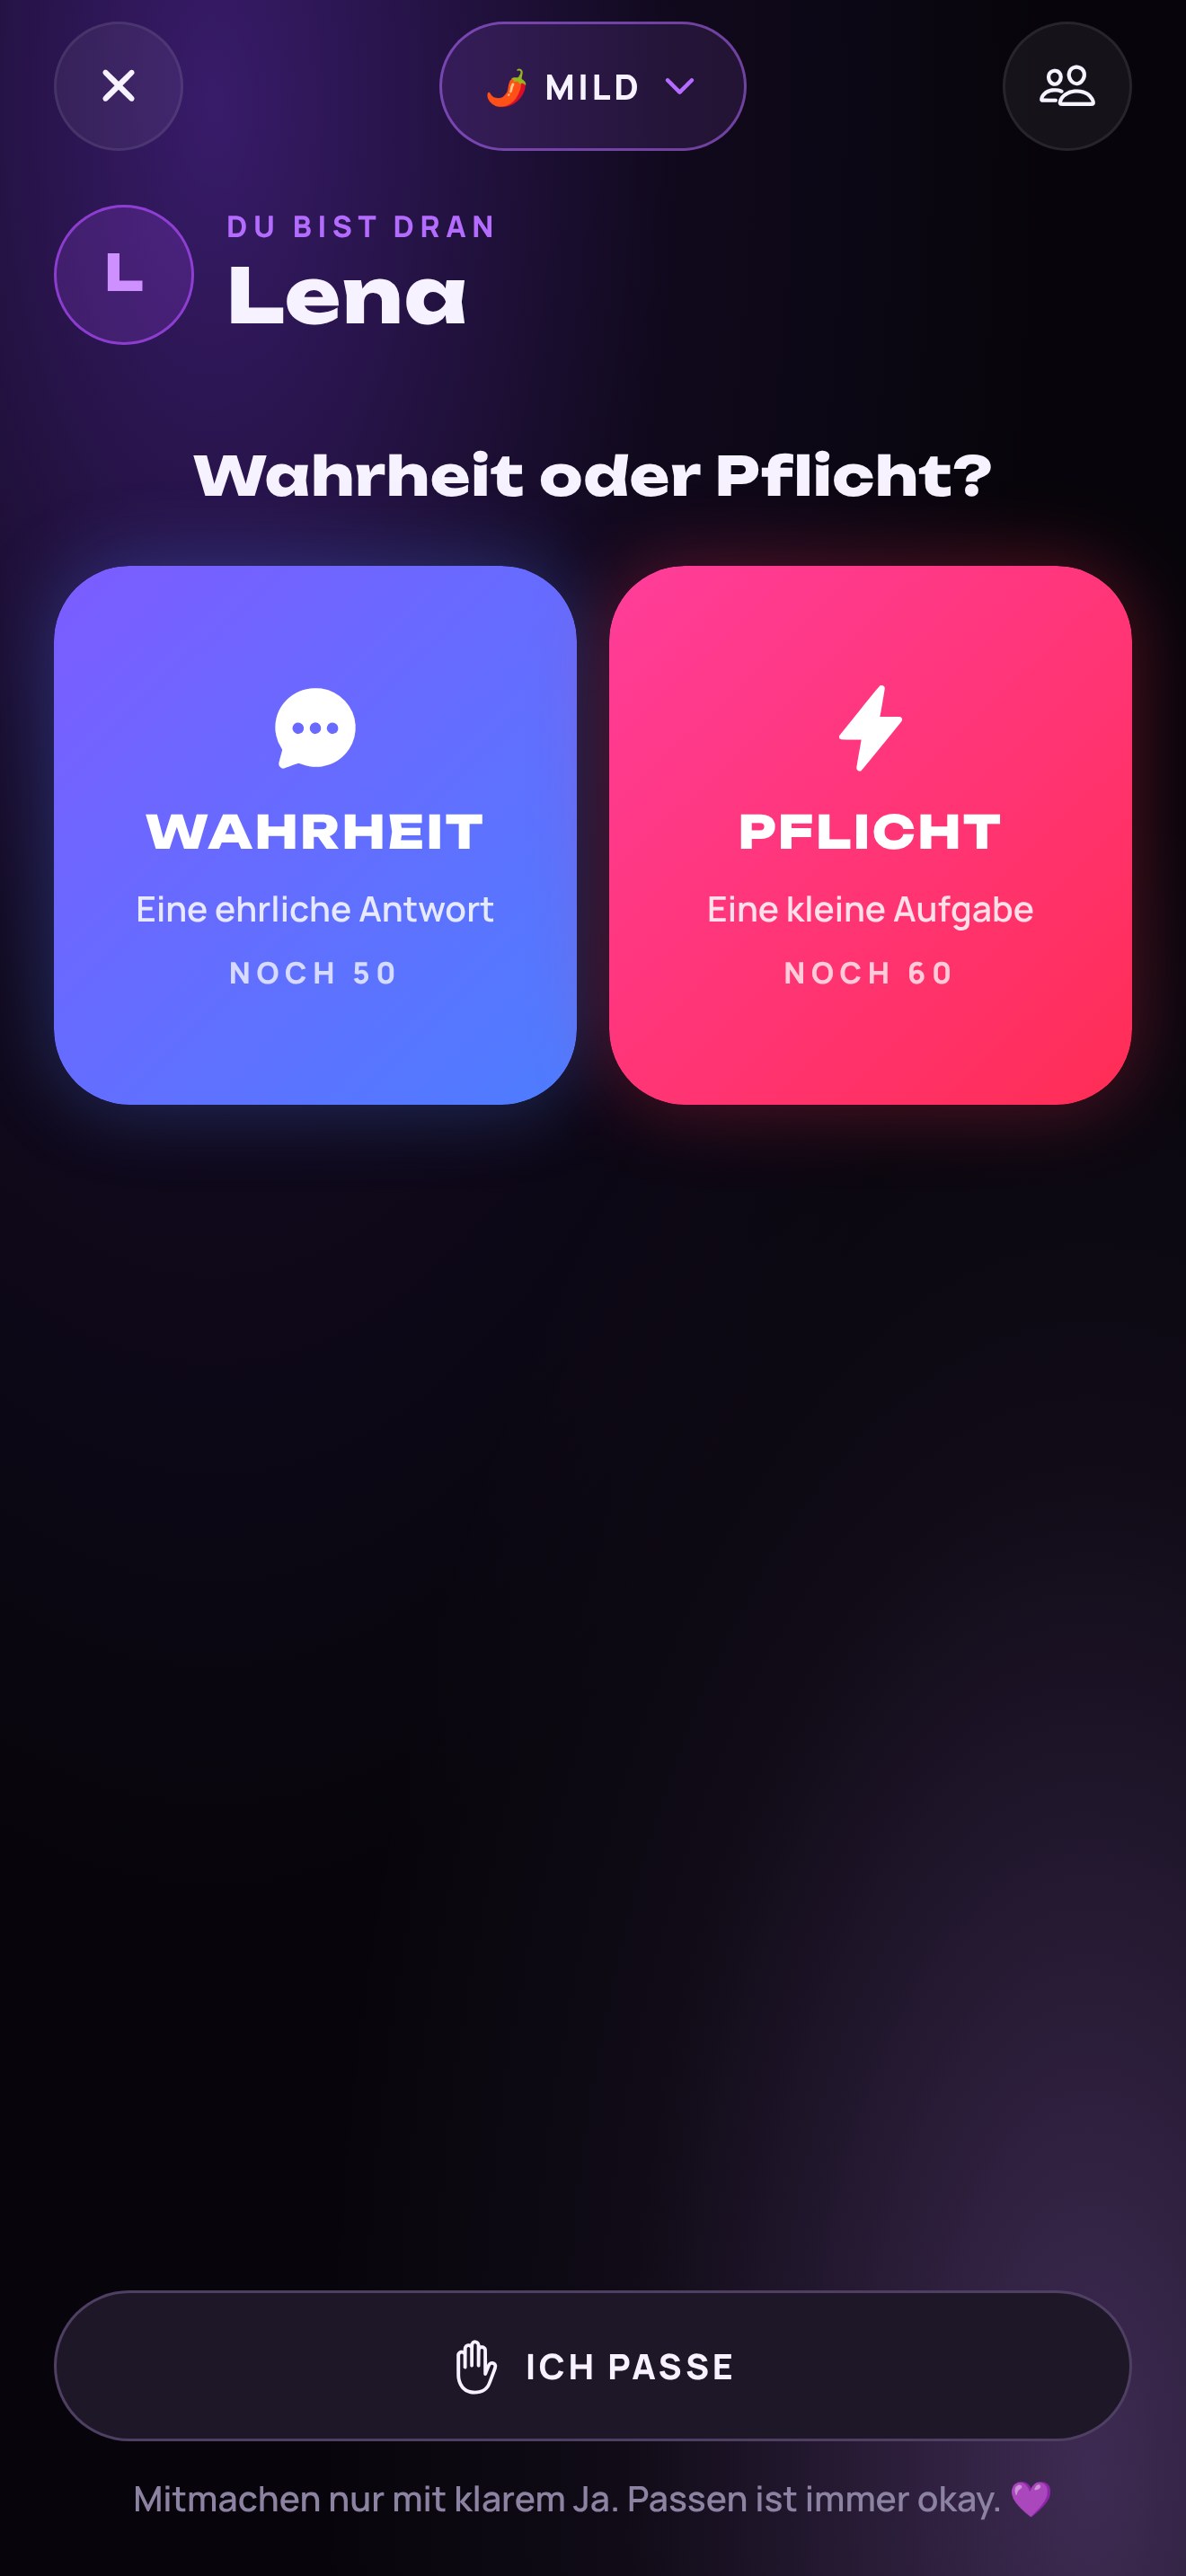 🌶️ MILD
L
DU BIST DRAN
Lena
Wahrheit oder Pflicht?
WAHRHEIT
Eine ehrliche Antwort
NOCH 50
PFLICHT
Eine kleine Aufgabe
NOCH 60
ICH PASSE
Mitmachen nur mit klarem Ja. Passen ist immer okay. 💜